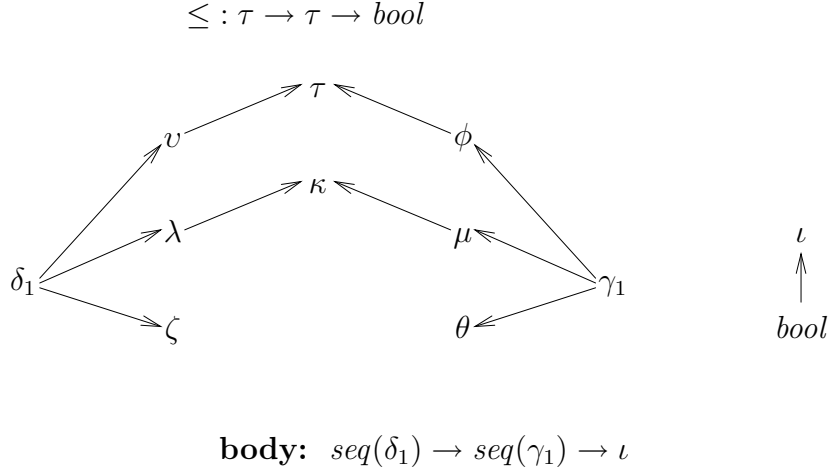 ≤ : τ → τ → bool
τ
υ ϕ
κ
λ μ ι
δ₁ γ₁
ζ θ bool
body: seq(δ₁) → seq(γ₁) → ι